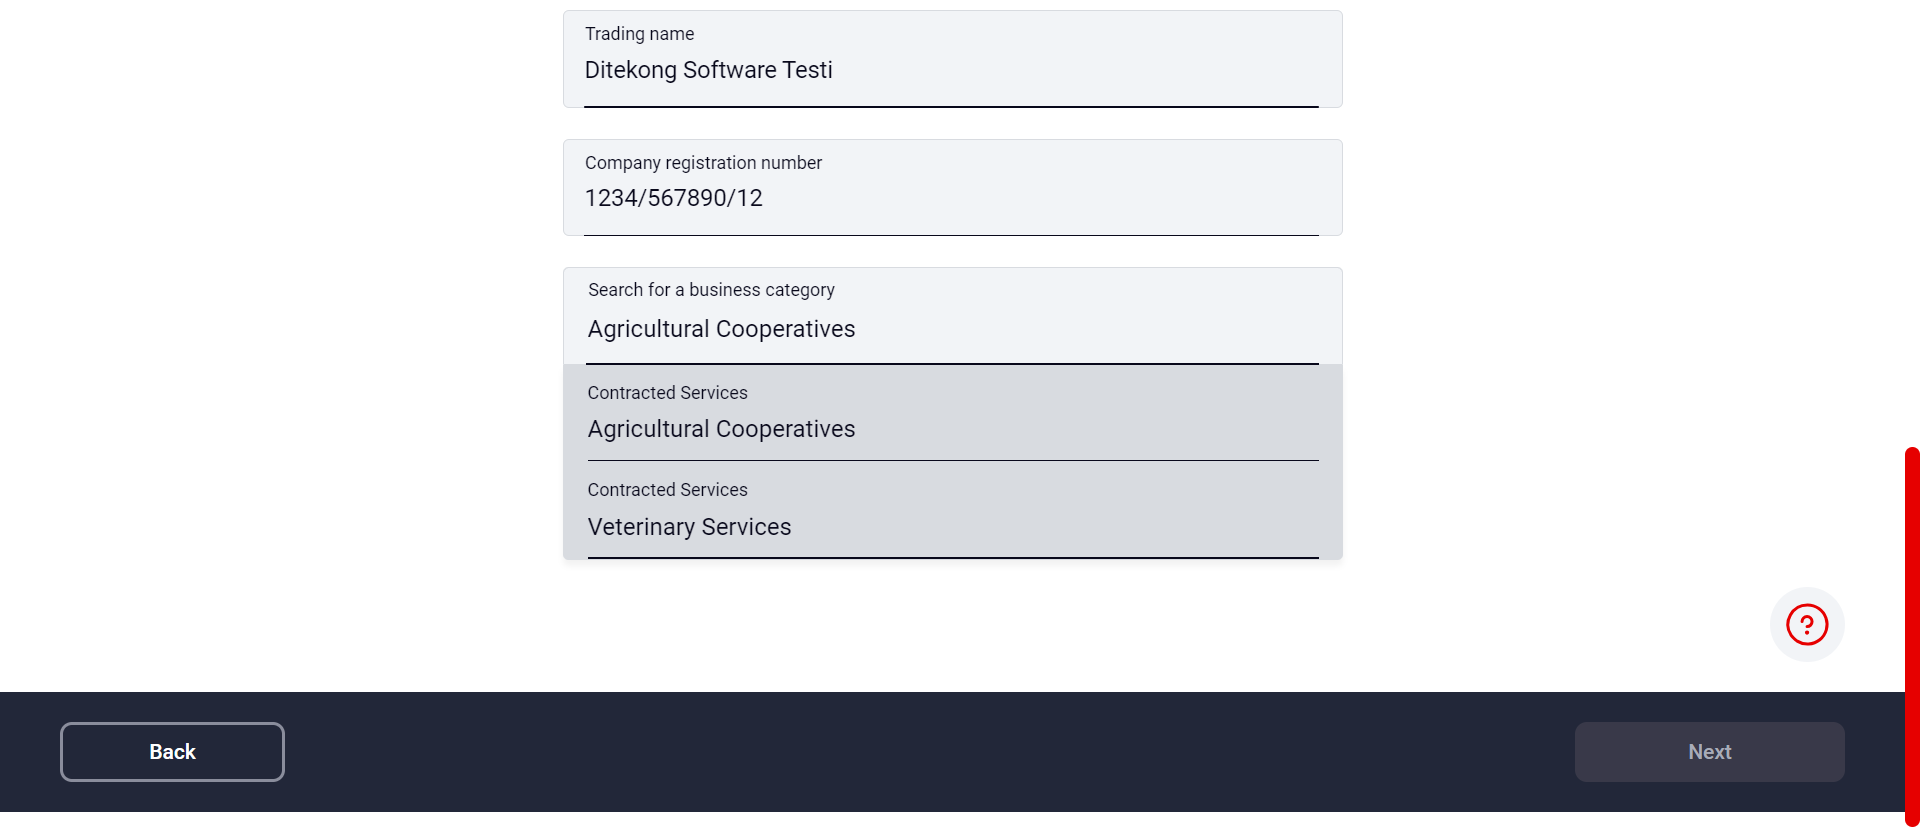 Trading name
Ditekong Software Testi
Company registration number
1234/567890/12
Search for a business category
Agricultural Cooperatives
Contracted Services
Agricultural Cooperatives
Contracted Services
Veterinary Services
?
Back
Next